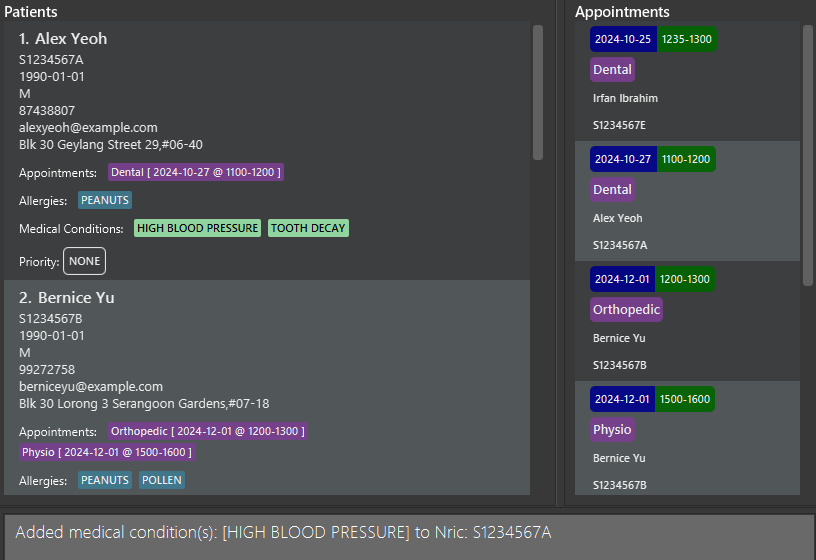 Patients
1. Alex Yeoh
S1234567A
1990-01-01
M
87438807
alexyeoh@example.com
Blk 30 Geylang Street 29,#06-40
Appointments: Dental [ 2024-10-27 @ 1100-1200 ]
Allergies: PEANUTS
Medical Conditions: HIGH BLOOD PRESSURE TOOTH DECAY
Priority: NONE
2. Bernice Yu
S1234567B
1990-01-01
M
99272758
berniceyu@example.com
Blk 30 Lorong 3 Serangoon Gardens,#07-18
Appointments: Orthopedic [ 2024-12-01 @ 1200-1300 ]
Physio [ 2024-12-01 @ 1500-1600 ]
Allergies: PEANUTS POLLEN
Appointments
2024-10-25 1235-1300
Dental
Irfan Ibrahim
S1234567E
2024-10-27 1100-1200
Dental
Alex Yeoh
S1234567A
2024-12-01 1200-1300
Orthopedic
Bernice Yu
S1234567B
2024-12-01 1500-1600
Physio
Bernice Yu
S1234567B
Added medical condition(s): [HIGH BLOOD PRESSURE] to Nric: S1234567A